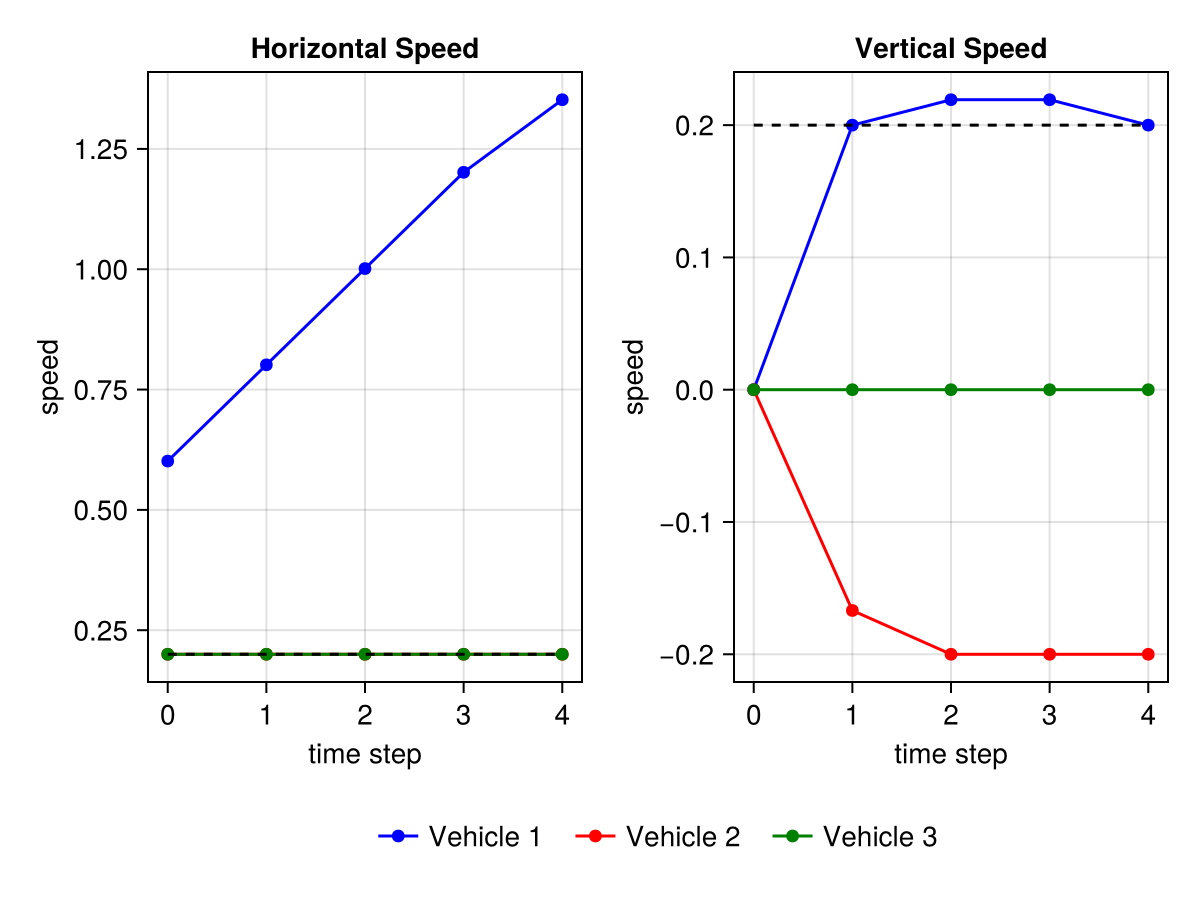 Horizontal Speed
speed
1.25
1.00
0.75
0.50
0.25
0 1 2 3 4
time step
Vertical Speed
speed
0.2
0.1
0.0
−0.1
−0.2
0 1 2 3 4
time step
Vehicle 1 Vehicle 2 Vehicle 3